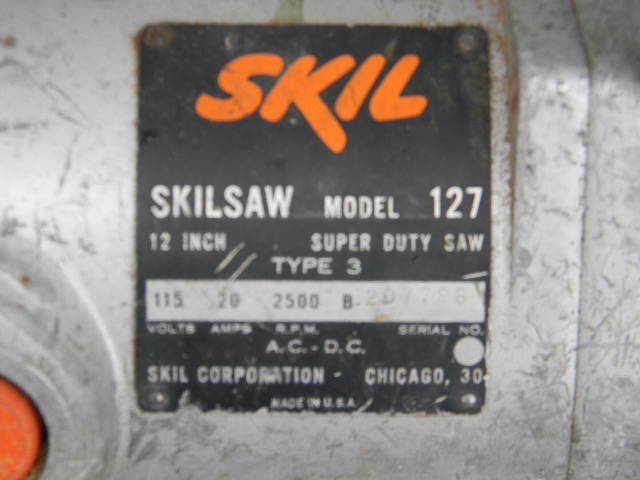 SKIL
SKILSAW MODEL 127
12 INCH SUPER DUTY SAW
TYPE 3
115 20 2500 B
VOLTS AMPS R.P.M. SERIAL NO.
A.C. - D.C.
SKIL CORPORATION - CHICAGO, 30
MADE IN U.S.A.